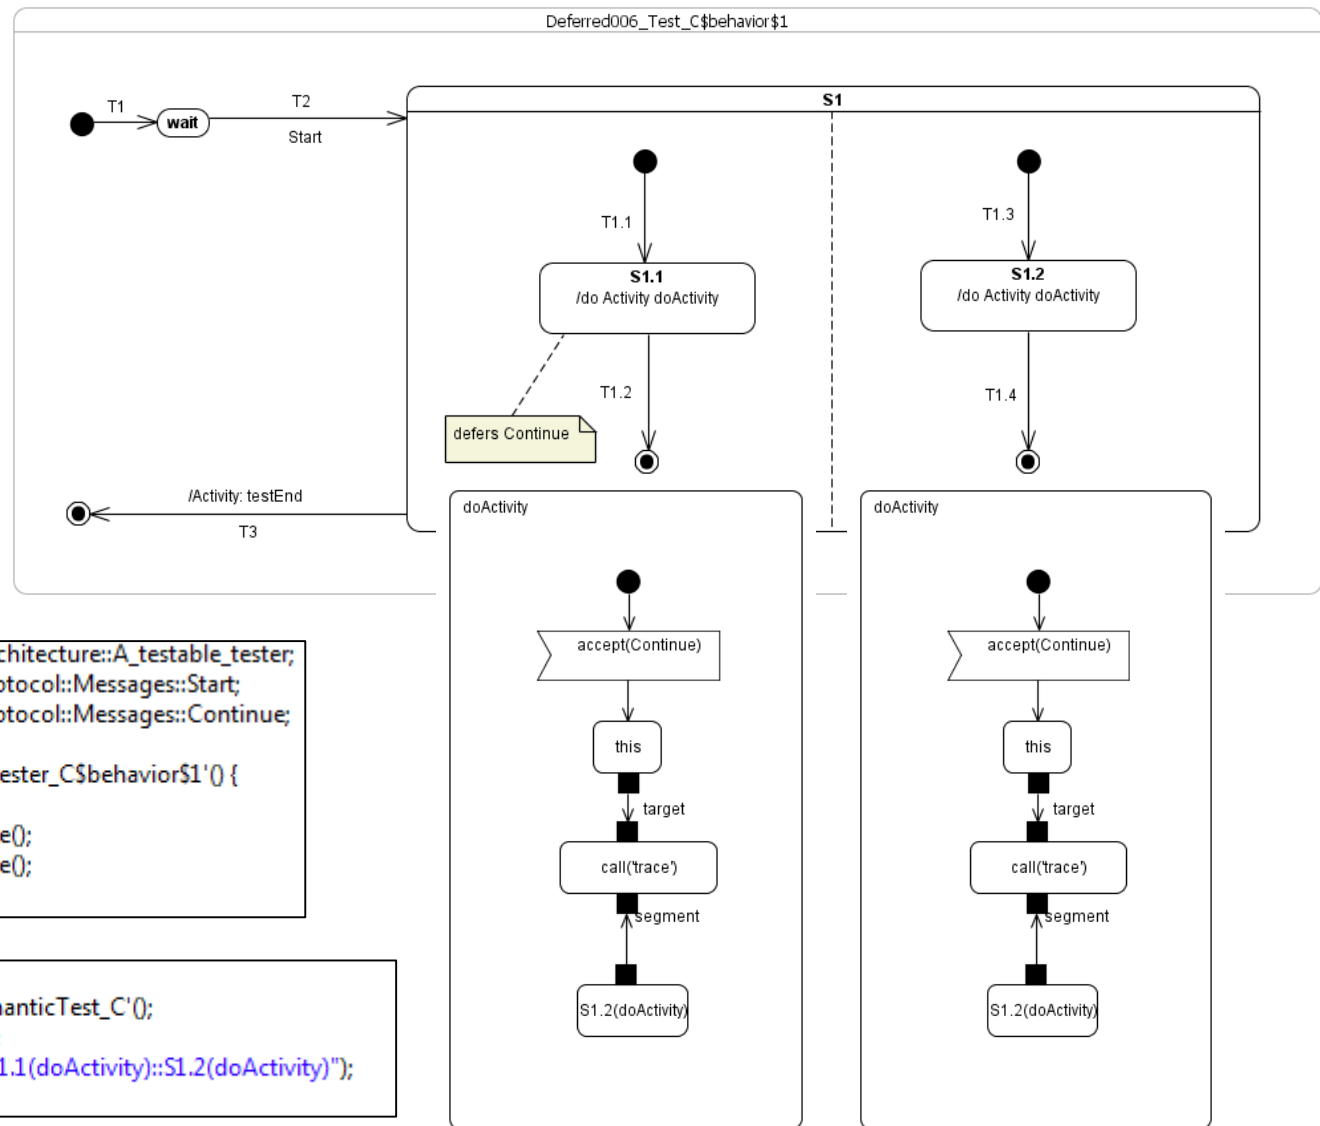 Deferred006_Test_C$behavior$1
T1
wait
T2
Start
S1
T1.1
T1.3
S1.1
/do Activity doActivity
S1.2
/do Activity doActivity
T1.2
T1.4
defers Continue
/Activity: testEnd
T3
doActivity
doActivity
accept(Continue)
accept(Continue)
this
this
target
target
call('trace')
call('trace')
segment
segment
S1.2(doActivity)
S1.2(doActivity)
chitecture::A_testable_tester;
otocol::Messages::Start;
otocol::Messages::Continue;
ester_C$behavior$1'() {
e();
e();
nanticTest_C'();
1.1(doActivity)::S1.2(doActivity)");